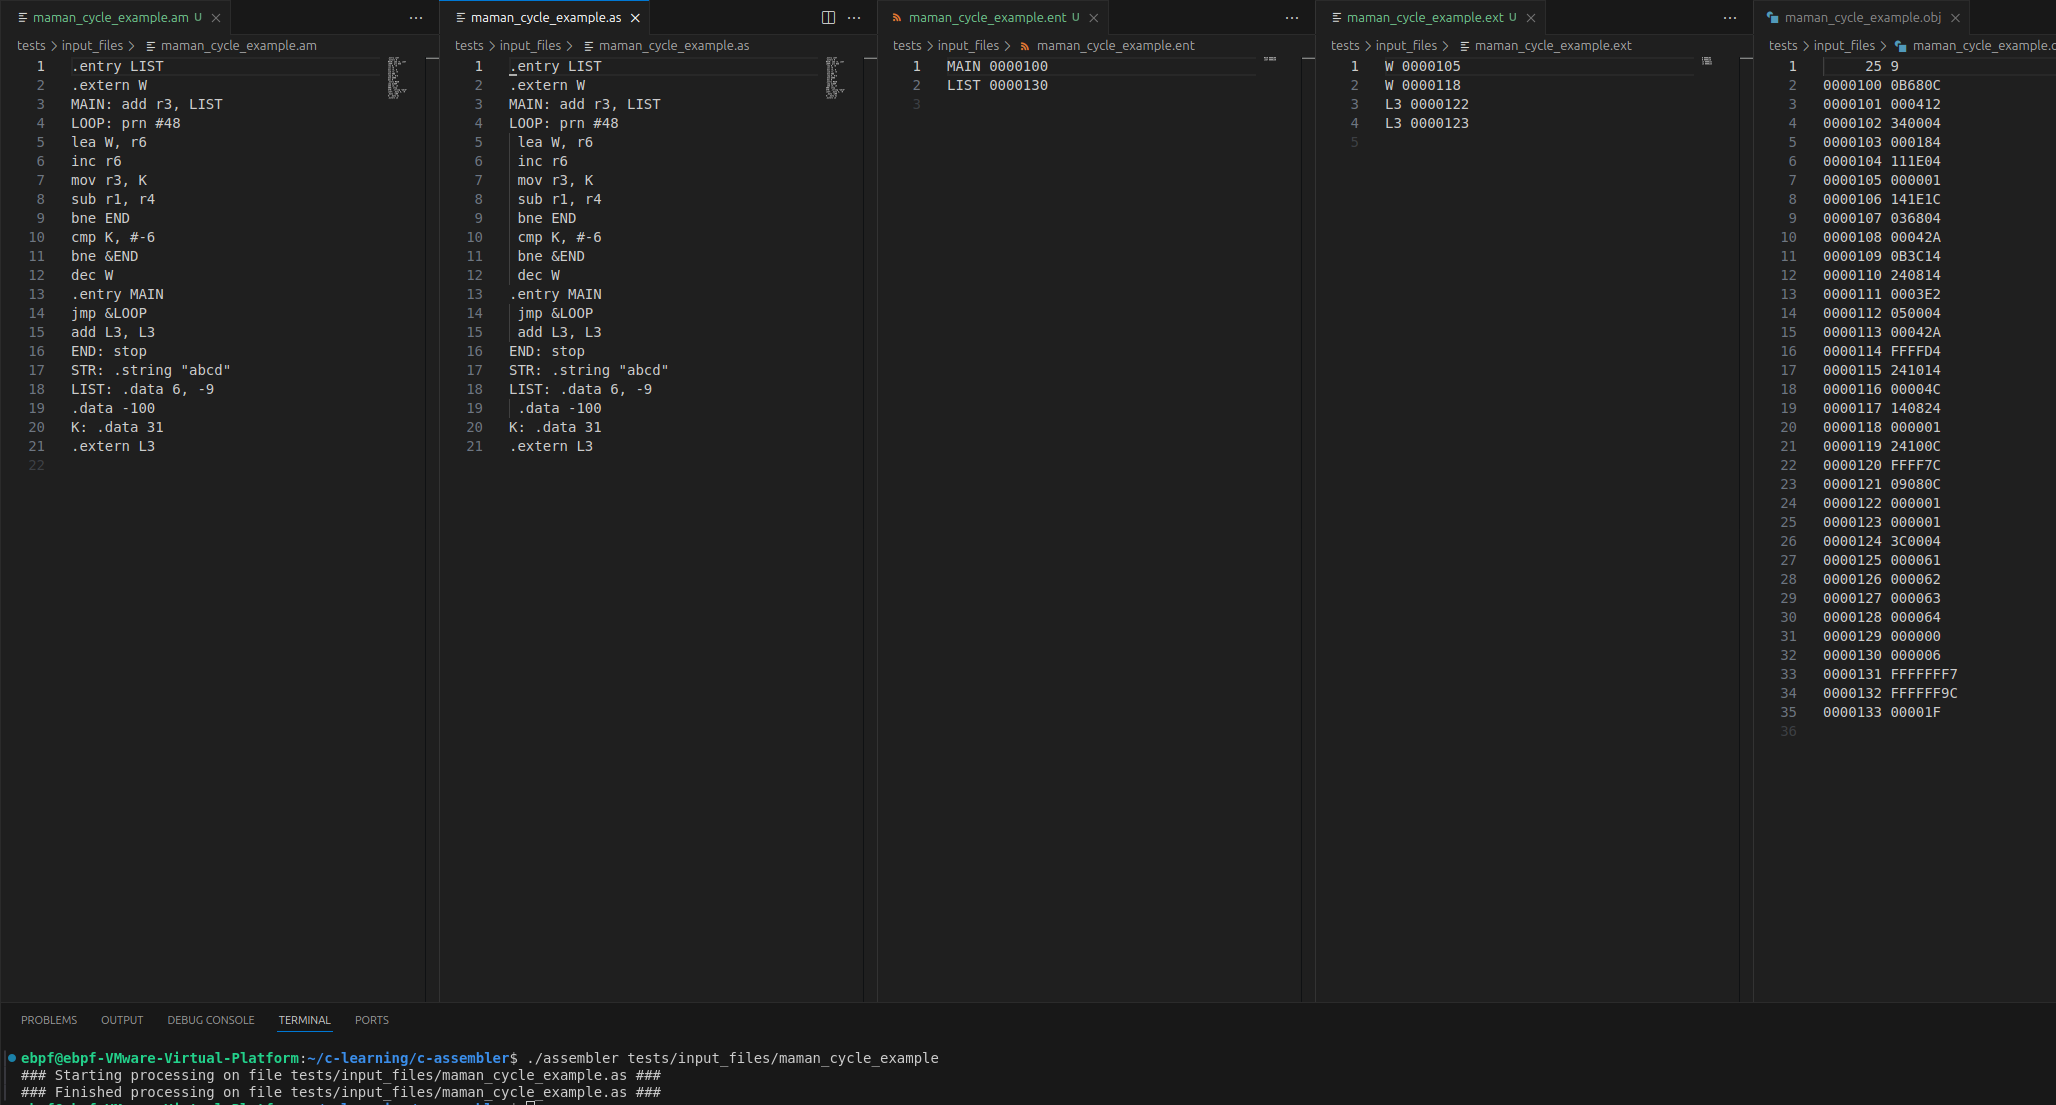 maman_cycle_example.am U
tests > input_files > maman_cycle_example.am
1 .entry LIST
2 .extern W
3 MAIN: add r3, LIST
4 LOOP: prn #48
5 lea W, r6
6 inc r6
7 mov r3, K
8 sub r1, r4
9 bne END
10 cmp K, #-6
11 bne &END
12 dec W
13 .entry MAIN
14 jmp &LOOP
15 add L3, L3
16 END: stop
17 STR: .string "abcd"
18 LIST: .data 6, -9
19 .data -100
20 K: .data 31
21 .extern L3
22
maman_cycle_example.as
tests > input_files > maman_cycle_example.as
1 .entry LIST
2 .extern W
3 MAIN: add r3, LIST
4 LOOP: prn #48
5 lea W, r6
6 inc r6
7 mov r3, K
8 sub r1, r4
9 bne END
10 cmp K, #-6
11 bne &END
12 dec W
13 .entry MAIN
14 jmp &LOOP
15 add L3, L3
16 END: stop
17 STR: .string "abcd"
18 LIST: .data 6, -9
19 .data -100
20 K: .data 31
21 .extern L3
maman_cycle_example.ent U
tests > input_files > maman_cycle_example.ent
1 MAIN 0000100
2 LIST 0000130
3
maman_cycle_example.ext U
tests > input_files > maman_cycle_example.ext
1 W 0000105
2 W 0000118
3 L3 0000122
4 L3 0000123
5
maman_cycle_example.obj
tests > input_files > maman_cycle_example.o
1 25 9
2 0000100 0B680C
3 0000101 000412
4 0000102 340004
5 0000103 000184
6 0000104 111E04
7 0000105 000001
8 0000106 141E1C
9 0000107 036804
10 0000108 00042A
11 0000109 0B3C14
12 0000110 240814
13 0000111 0003E2
14 0000112 050004
15 0000113 00042A
16 0000114 FFFFD4
17 0000115 241014
18 0000116 00004C
19 0000117 140824
20 0000118 000001
21 0000119 24100C
22 0000120 FFFF7C
23 0000121 09080C
24 0000122 000001
25 0000123 000001
26 0000124 3C0004
27 0000125 000061
28 0000126 000062
29 0000127 000063
30 0000128 000064
31 0000129 000000
32 0000130 000006
33 0000131 FFFFFFF7
34 0000132 FFFFFF9C
35 0000133 00001F
36
PROBLEMS OUTPUT DEBUG CONSOLE TERMINAL PORTS
ebpf@ebpf-VMware-Virtual-Platform:~/c-learning/c-assembler$ ./assembler tests/input_files/maman_cycle_example
### Starting processing on file tests/input_files/maman_cycle_example.as ###
### Finished processing on file tests/input_files/maman_cycle_example.as ###